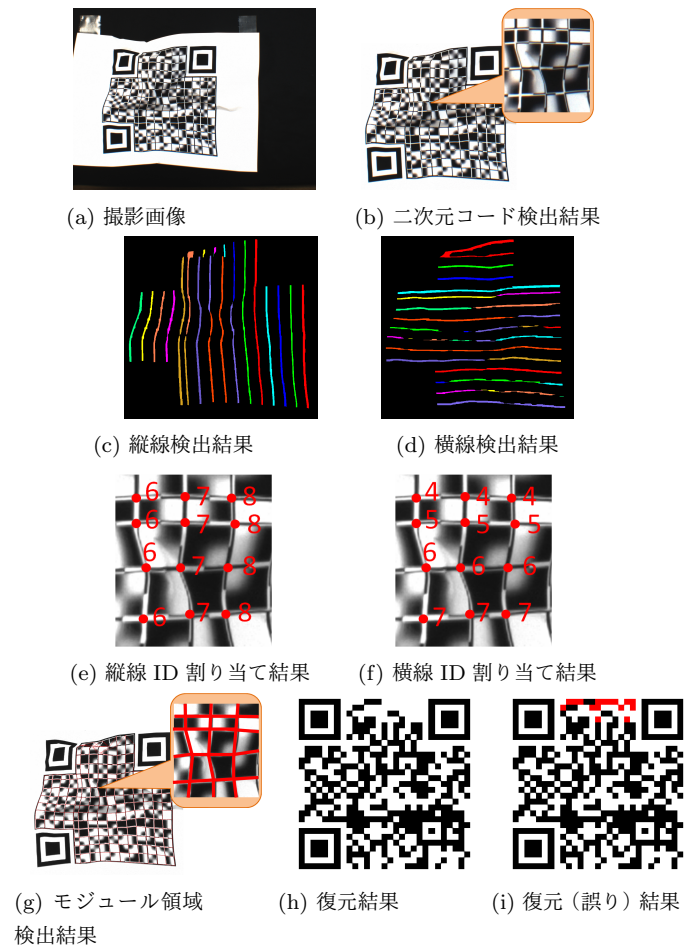 (a) 撮影画像
(b) 二次元コード検出結果
(c) 縦線検出結果
(d) 横線検出結果
6 7 8
6 7 8
6 7 8
6 7 8
4 4 4
5 5 5
6 6 6
7 7 7
(e) 縦線 ID 割り当て結果
(f) 横線 ID 割り当て結果
(g) モジュール領域
検出結果
(h) 復元結果
(i) 復元（誤り）結果